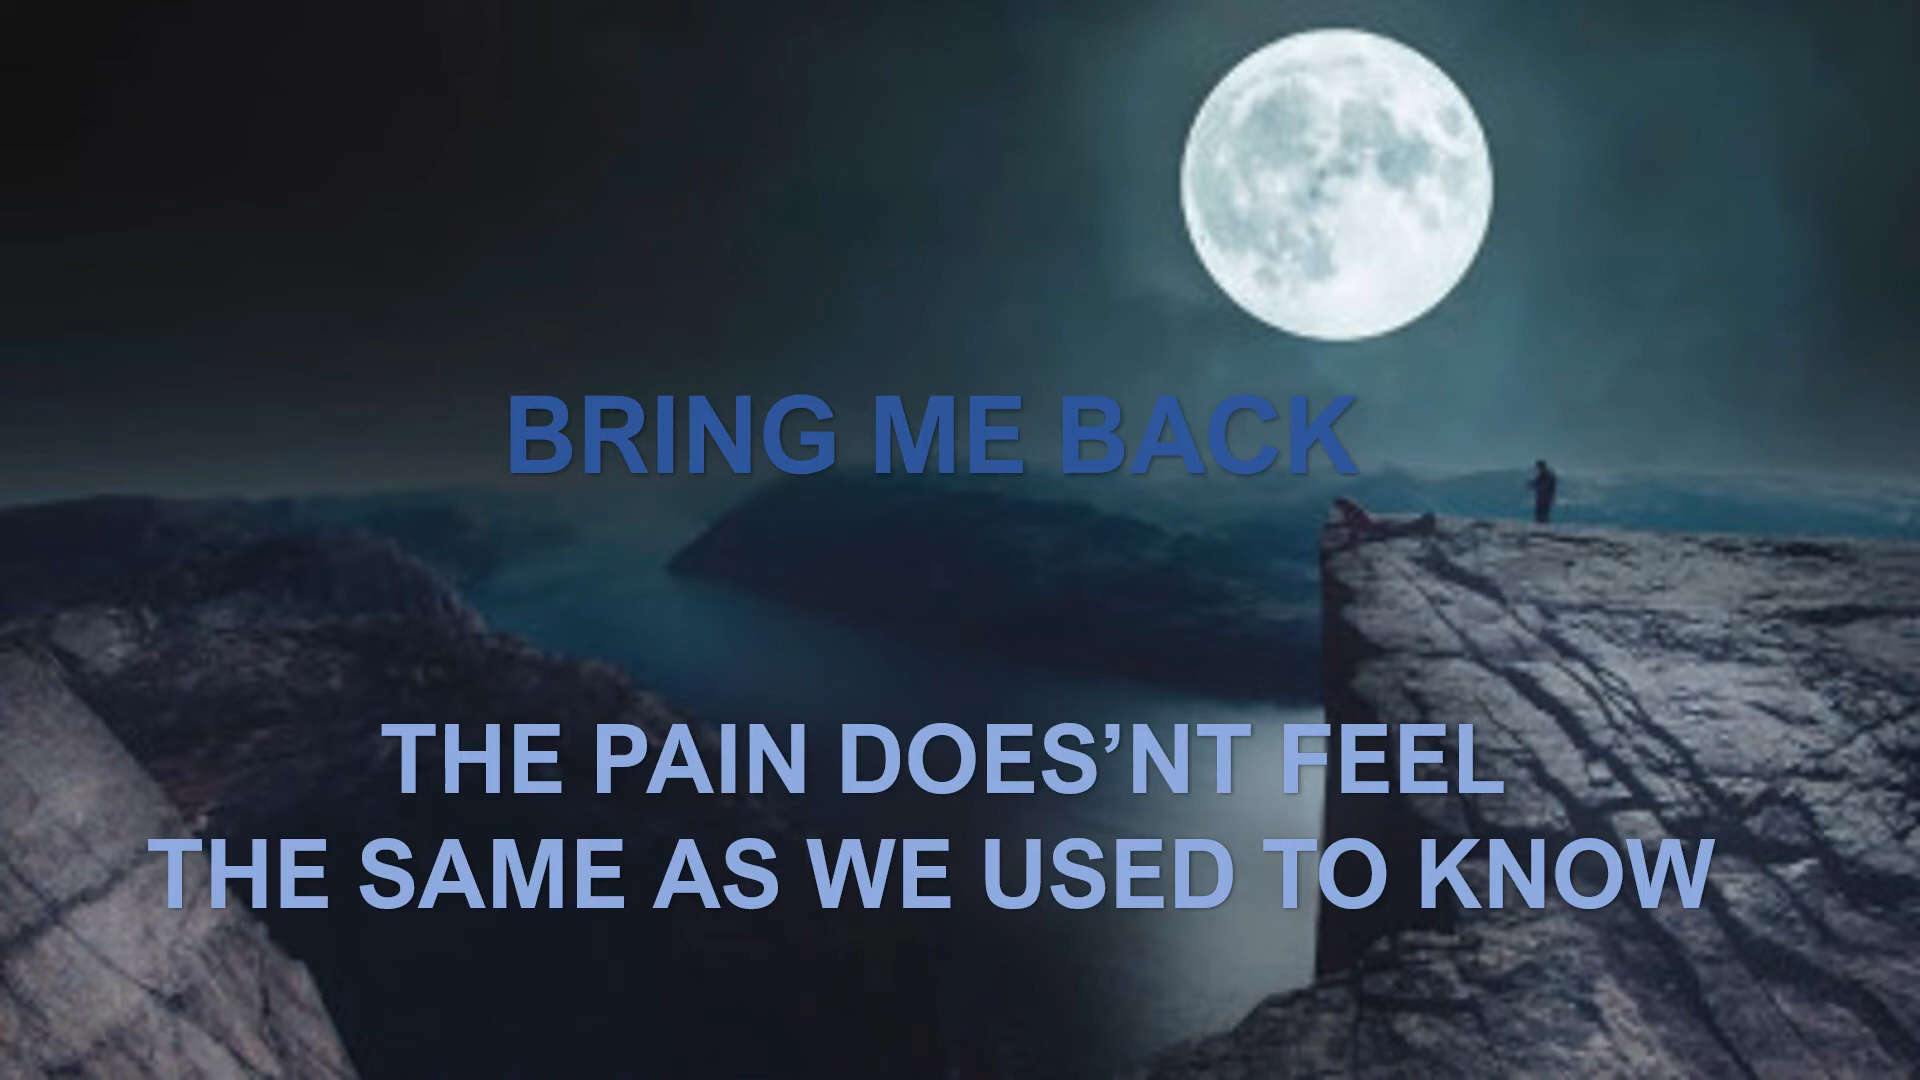 BRING ME BACK
THE PAIN DOES’NT FEEL
THE SAME AS WE USED TO KNOW